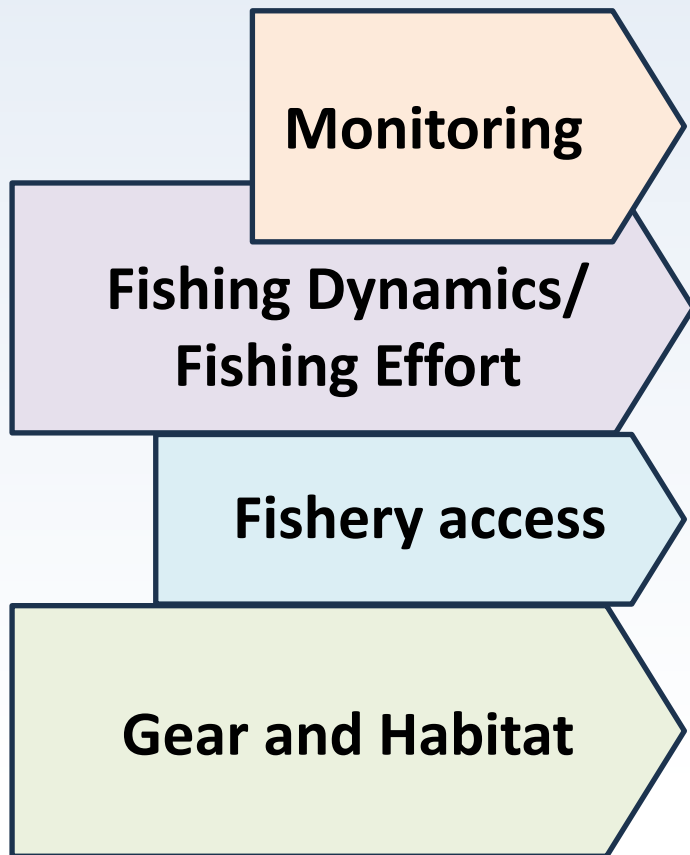 Monitoring
Fishing Dynamics/
Fishing Effort
Fishery access
Gear and Habitat